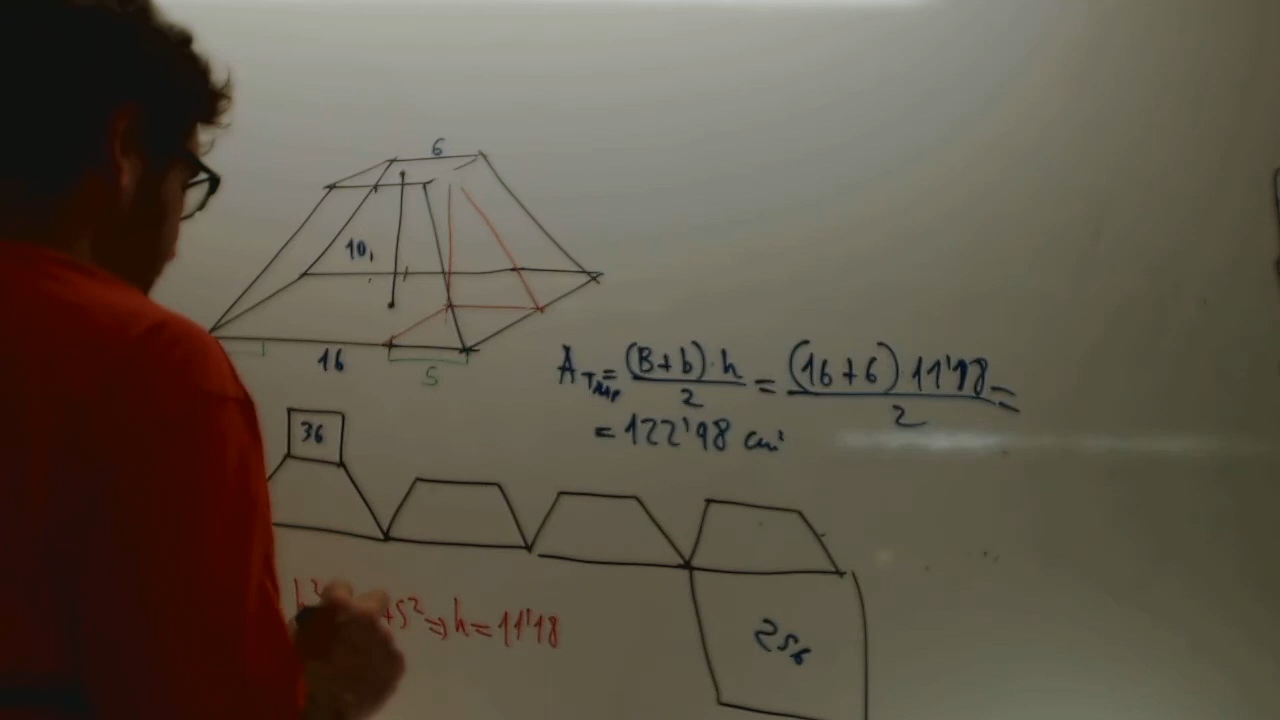 6
10,
16
5
A_TRAP = (B+b)·h / 2 = (16+6) 11'18 / 2 =
= 122'98 cm²
36
h² +5² ⇒ h = 11'18
256